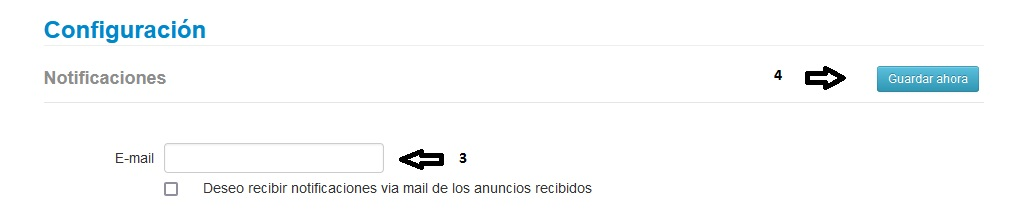 Configuración
Notificaciones
4
Guardar ahora
E-mail
3
Deseo recibir notificaciones via mail de los anuncios recibidos